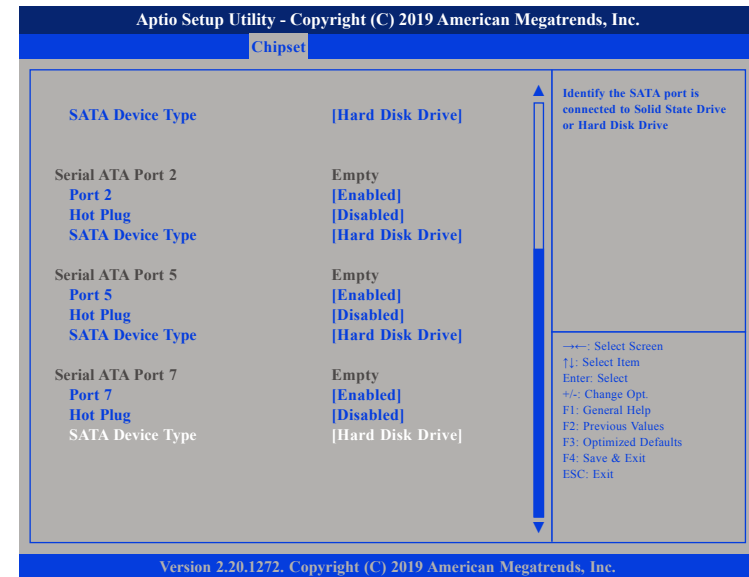 Aptio Setup Utility - Copyright (C) 2019 American Megatrends, Inc.
Chipset
SATA Device Type [Hard Disk Drive]
Serial ATA Port 2 Empty
Port 2 [Enabled]
Hot Plug [Disabled]
SATA Device Type [Hard Disk Drive]
Serial ATA Port 5 Empty
Port 5 [Enabled]
Hot Plug [Disabled]
SATA Device Type [Hard Disk Drive]
Serial ATA Port 7 Empty
Port 7 [Enabled]
Hot Plug [Disabled]
SATA Device Type [Hard Disk Drive]
Identify the SATA port is
connected to Solid State Drive
or Hard Disk Drive
→←: Select Screen
↑↓: Select Item
Enter: Select
+/-: Change Opt.
F1: General Help
F2: Previous Values
F3: Optimized Defaults
F4: Save & Exit
ESC: Exit
Version 2.20.1272. Copyright (C) 2019 American Megatrends, Inc.